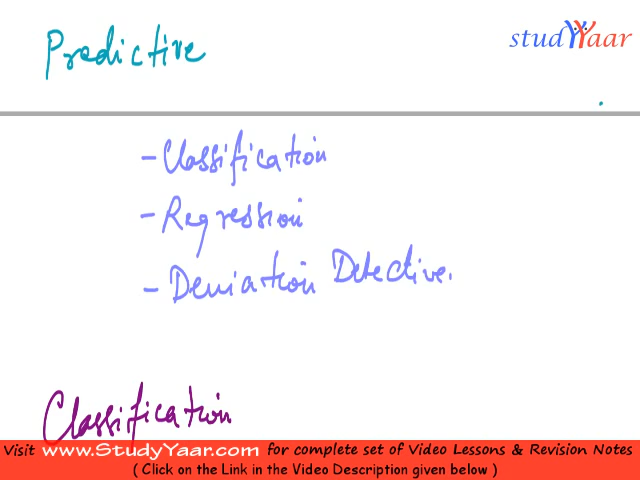 Predictive
studYYaar
- Classification
- Regression
- Deviation Detective.
Classification
Visit www.StudyYaar.com for complete set of Video Lessons & Revision Notes
( Click on the Link in the Video Description given below )